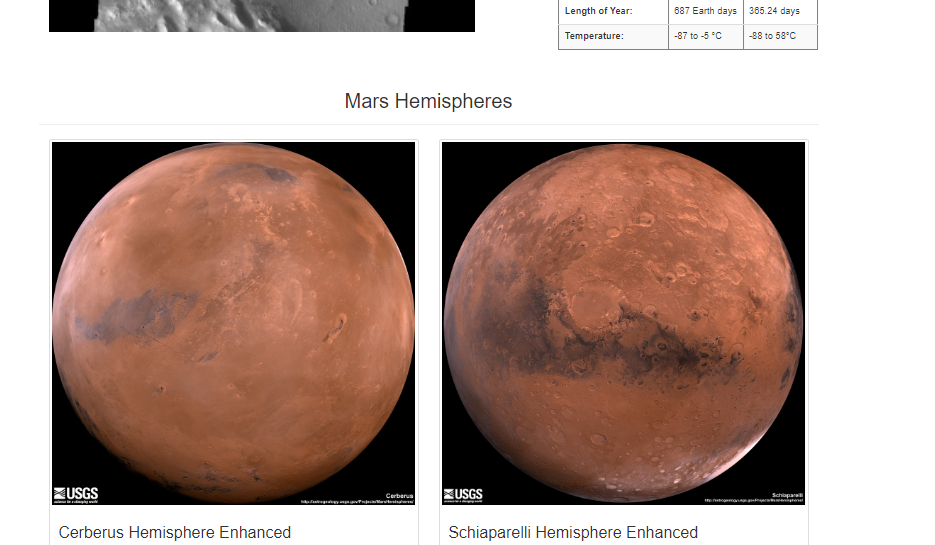 Length of Year: 687 Earth days 365.24 days
Temperature: -87 to -5 °C -88 to 58°C
Mars Hemispheres
USGS
science for a changing world
Cerberus
http://astrogeology.usgs.gov/Projects/MarsHemispheres/
USGS
science for a changing world
Schiaparelli
http://astrogeology.usgs.gov/Projects/MarsHemispheres/
Cerberus Hemisphere Enhanced
Schiaparelli Hemisphere Enhanced